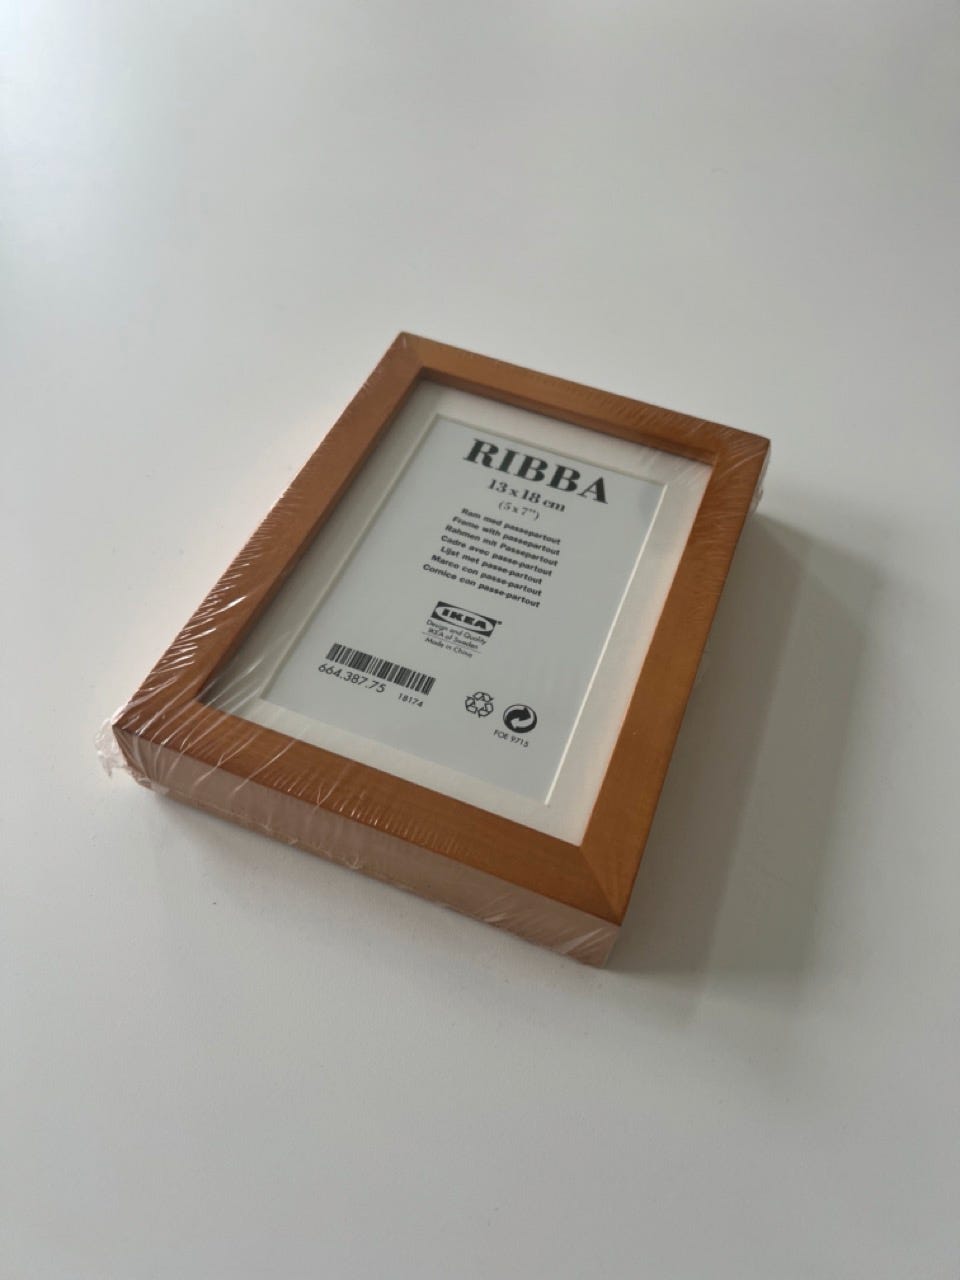 RIBBA
13 x 18 cm
(5 x 7")
Ram med passepartout
Frame with passepartout
Rahmen mit Passepartout
Cadre avec passe-partout
Lijst met passe-partout
Marco con passe-partout
Cornice con passe-partout
IKEA®
Design and Quality
IKEA of Sweden
Made in China
664.387.75
18174
FOE 9715